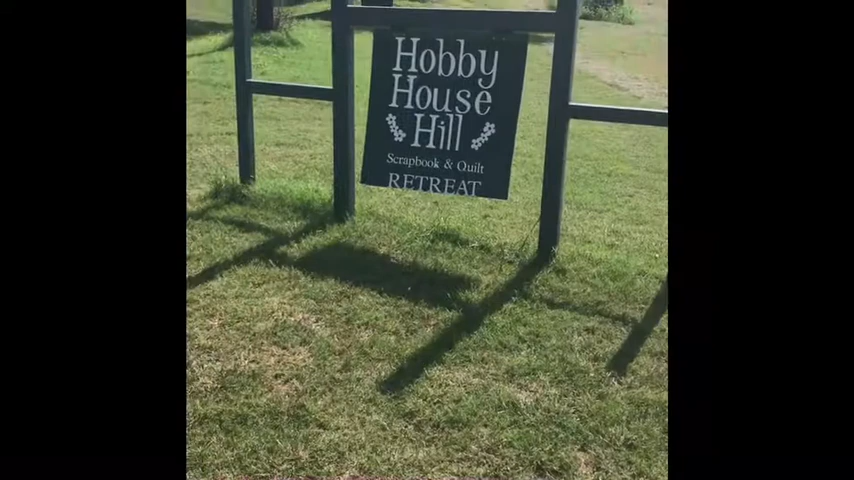 Hobby
House
Hill
Scrapbook & Quilt
RETREAT